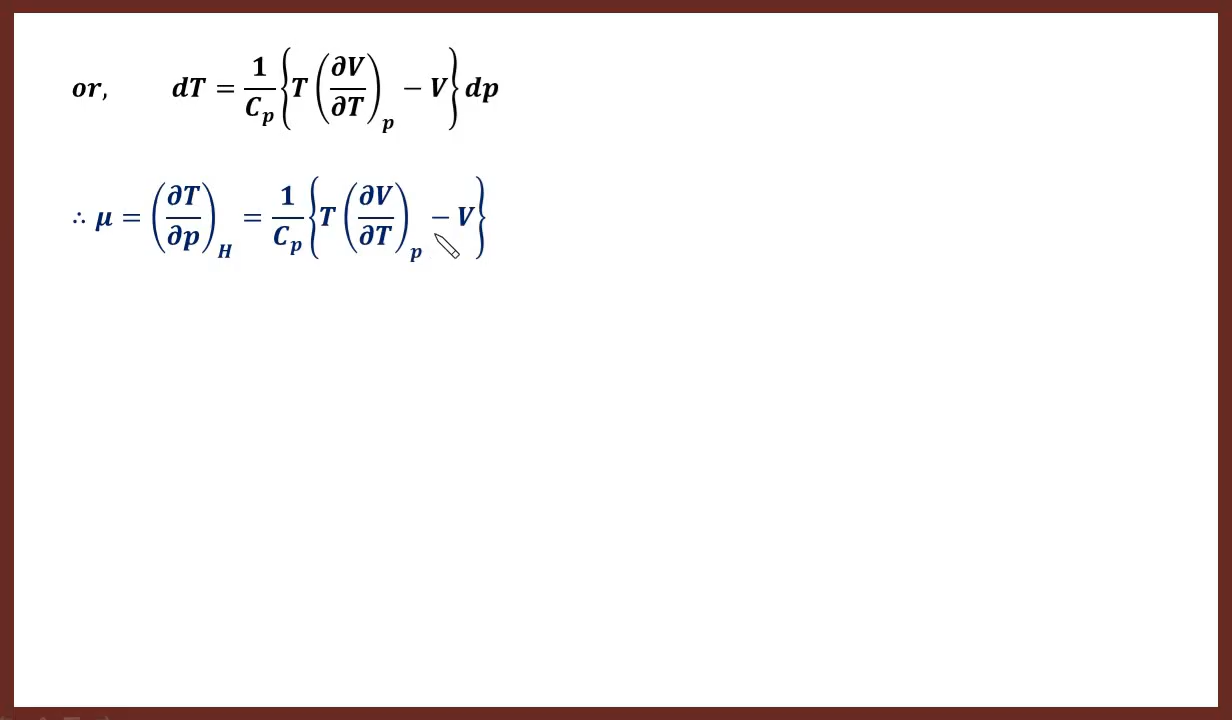 or, dT = 1/C_p {T (∂V/∂T)_p − V} dp
∴ μ = (∂T/∂p)_H = 1/C_p {T (∂V/∂T)_p − V}